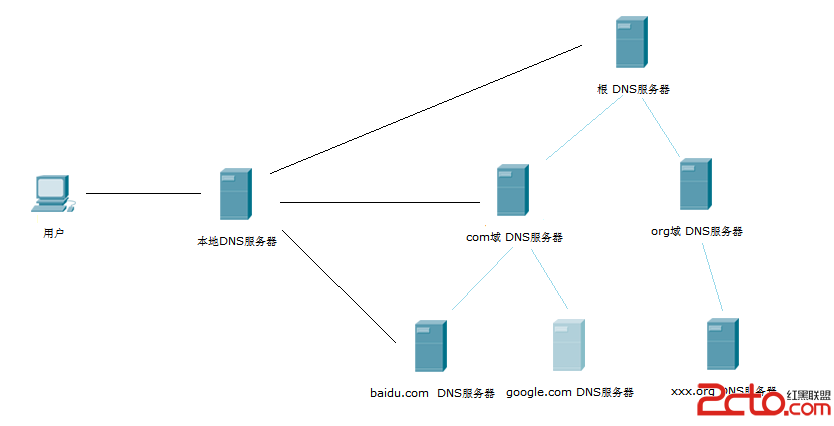 根 DNS服务器
用户
本地DNS服务器
com域 DNS服务器
org域 DNS服务器
baidu.com DNS服务器
google.com DNS服务器
xxx.org DNS服务器
2cto.com
红黑联盟